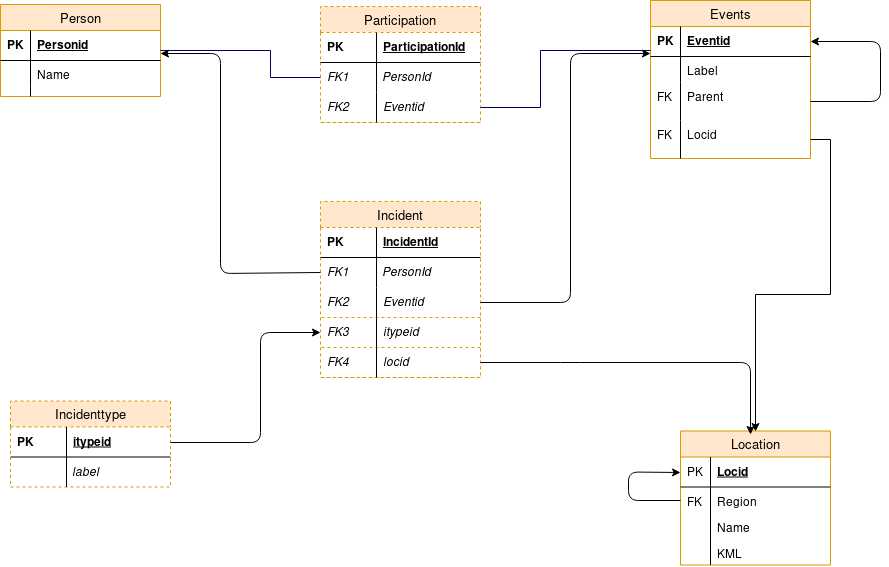 Person
PK Personid
Name
Participation
PK ParticipationId
FK1 PersonId
FK2 Eventid
Events
PK Eventid
Label
FK Parent
FK Locid
Incident
PK IncidentId
FK1 PersonId
FK2 Eventid
FK3 itypeid
FK4 locid
Incidenttype
PK itypeid
label
Location
PK Locid
FK Region
Name
KML